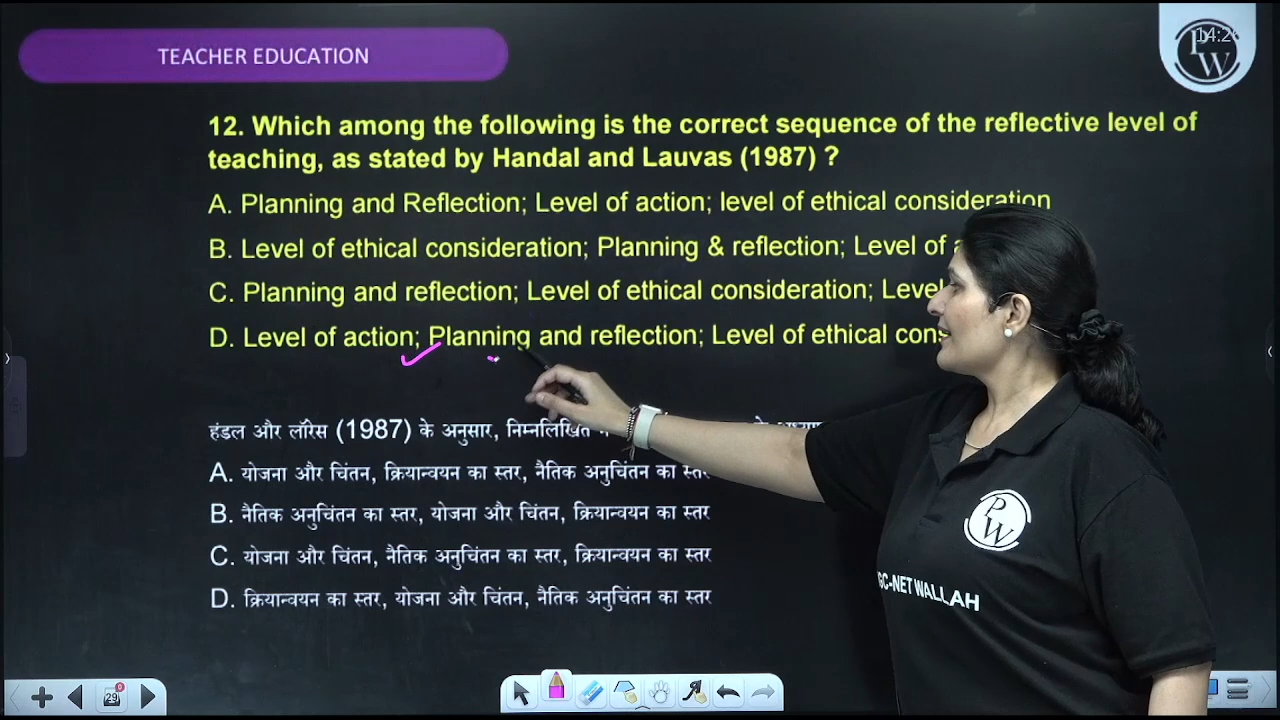 TEACHER EDUCATION
14:2
PW
12. Which among the following is the correct sequence of the reflective level of
teaching, as stated by Handal and Lauvas (1987) ?
A. Planning and Reflection; Level of action; level of ethical consideration
B. Level of ethical consideration; Planning & reflection; Level of
C. Planning and reflection; Level of ethical consideration; Level
D. Level of action; Planning and reflection; Level of ethical
हंडल और लॉरेस (1987) के अनुसार, निम्नलिखित
A. योजना और चिंतन, क्रियान्वयन का स्तर, नैतिक अनुचिंतन का स्तर
B. नैतिक अनुचिंतन का स्तर, योजना और चिंतन, क्रियान्वयन का स्तर
C. योजना और चिंतन, नैतिक अनुचिंतन का स्तर, क्रियान्वयन का स्तर
D. क्रियान्वयन का स्तर, योजना और चिंतन, नैतिक अनुचिंतन का स्तर
PW
GC-NET WALLAH
29